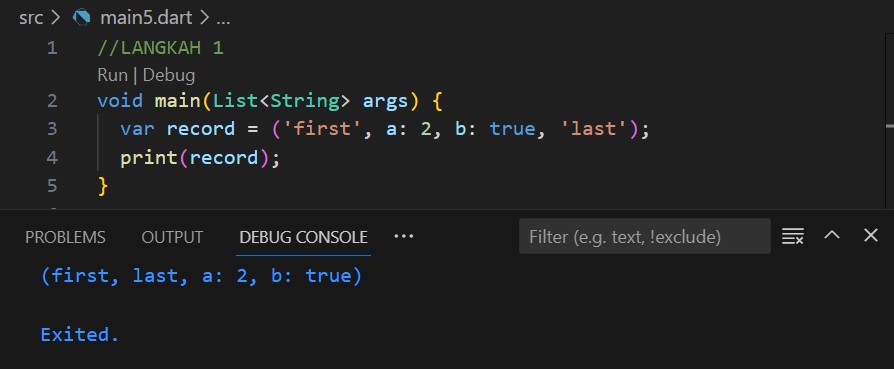 src > main5.dart > ...
1 //LANGKAH 1
Run | Debug
2 void main(List<String> args) {
3 var record = ('first', a: 2, b: true, 'last');
4 print(record);
5 }
PROBLEMS OUTPUT DEBUG CONSOLE ... Filter (e.g. text, !exclude)
(first, last, a: 2, b: true)
Exited.